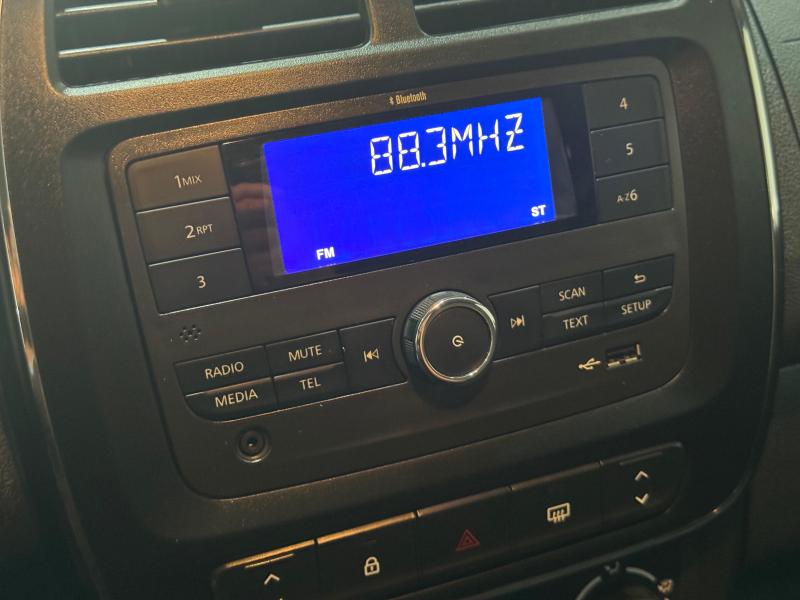 Bluetooth
88.3MHZ
ST
FM
1MIX
2RPT
3
4
5
A-Z6
RADIO
MUTE
MEDIA
TEL
SCAN
TEXT
SETUP